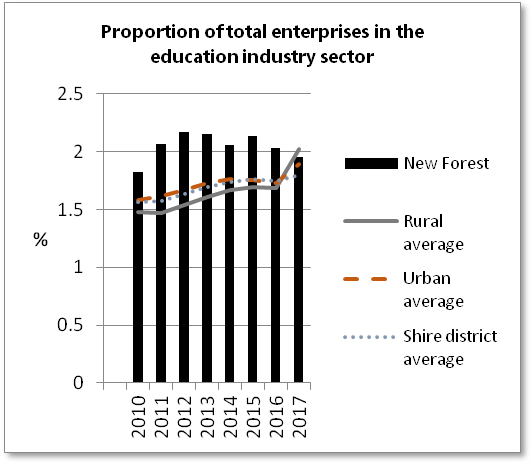 Proportion of total enterprises in the
education industry sector
2.5
2
1.5
1
0.5
0
%
2010
2011
2012
2013
2014
2015
2016
2017
New Forest
Rural
average
Urban
average
Shire district
average